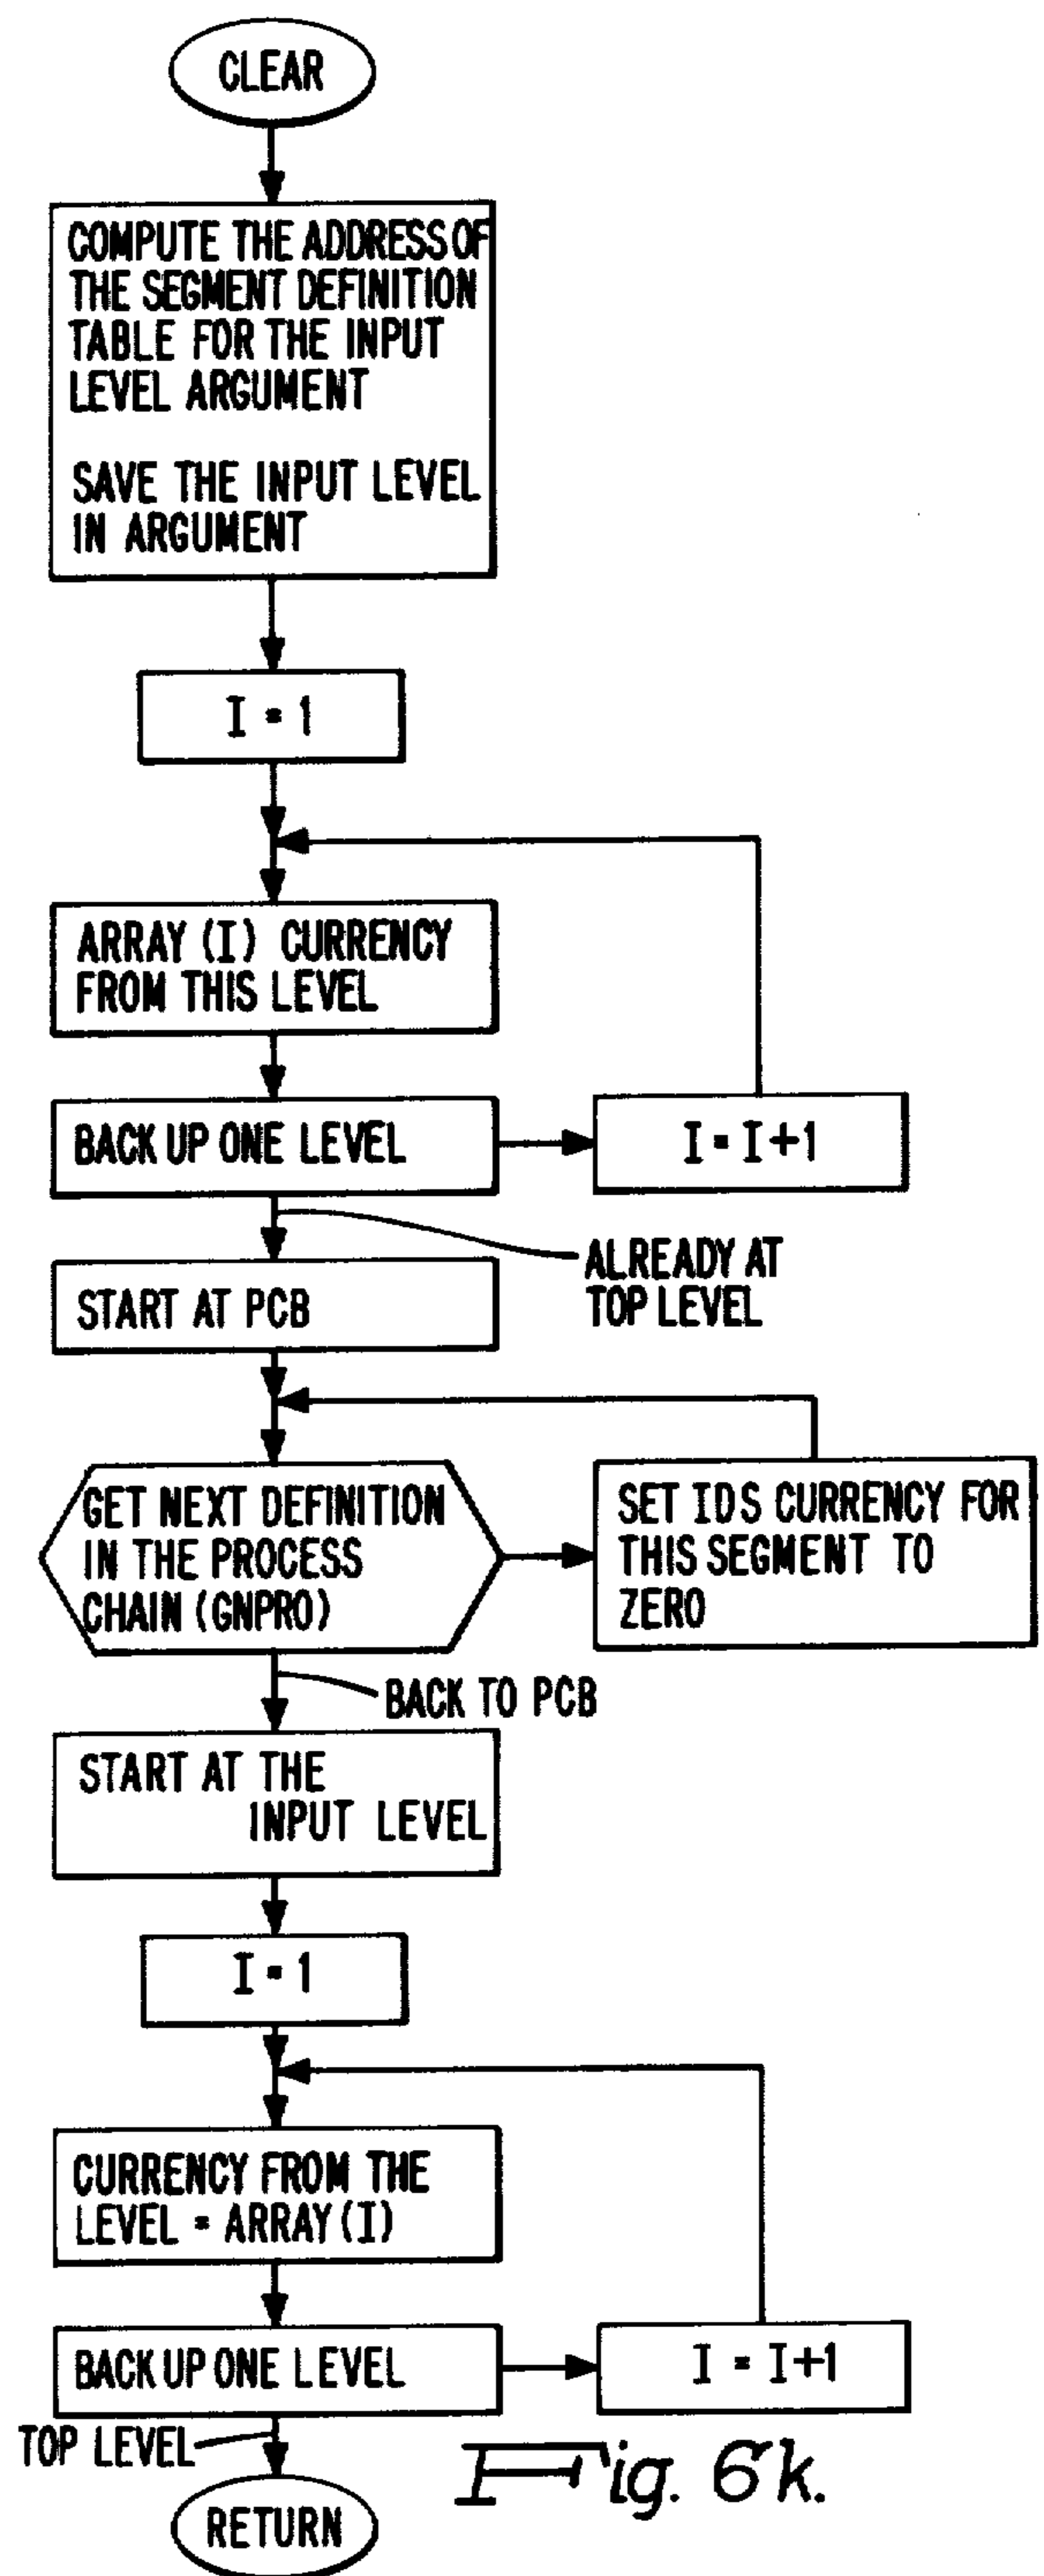 CLEAR
COMPUTE THE ADDRESS OF
THE SEGMENT DEFINITION
TABLE FOR THE INPUT
LEVEL ARGUMENT
SAVE THE INPUT LEVEL
IN ARGUMENT
I = 1
ARRAY (I) CURRENCY
FROM THIS LEVEL
BACK UP ONE LEVEL
I = I+1
ALREADY AT
TOP LEVEL
START AT PCB
GET NEXT DEFINITION
IN THE PROCESS
CHAIN (GNPRO)
SET IDS CURRENCY FOR
THIS SEGMENT TO
ZERO
BACK TO PCB
START AT THE
INPUT LEVEL
I = 1
CURRENCY FROM THE
LEVEL = ARRAY (I)
BACK UP ONE LEVEL
I = I+1
TOP LEVEL
RETURN
Fig. 6k.